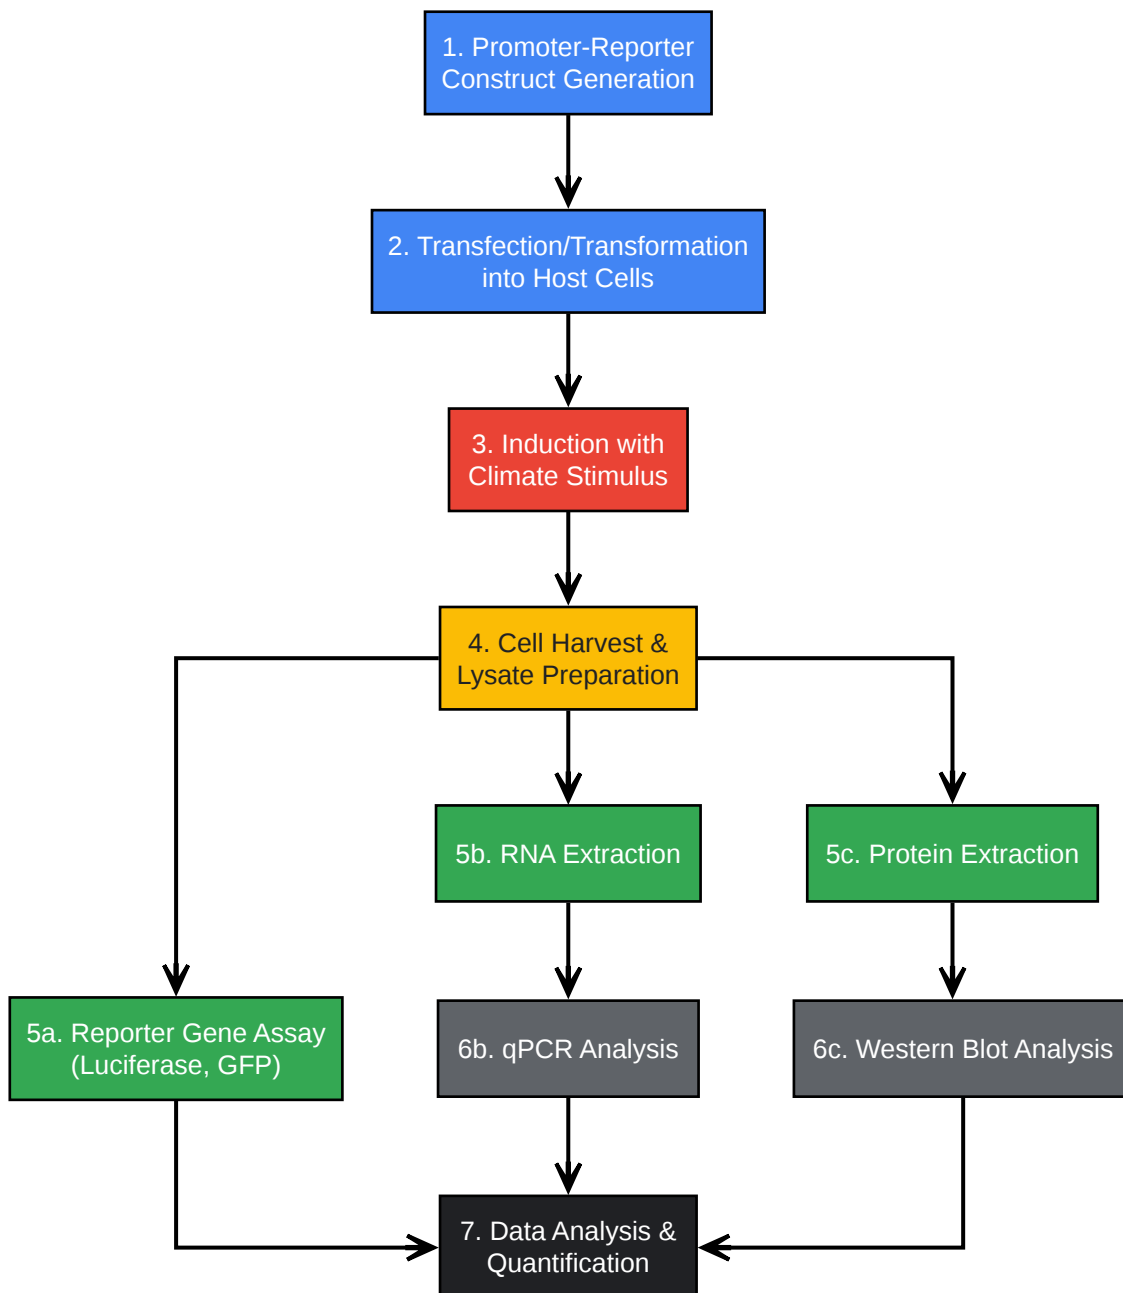 1. Promoter-Reporter
Construct Generation
2. Transfection/Transformation
into Host Cells
3. Induction with
Climate Stimulus
4. Cell Harvest &
Lysate Preparation
5b. RNA Extraction
5c. Protein Extraction
5a. Reporter Gene Assay
(Luciferase, GFP)
6b. qPCR Analysis
6c. Western Blot Analysis
7. Data Analysis &
Quantification